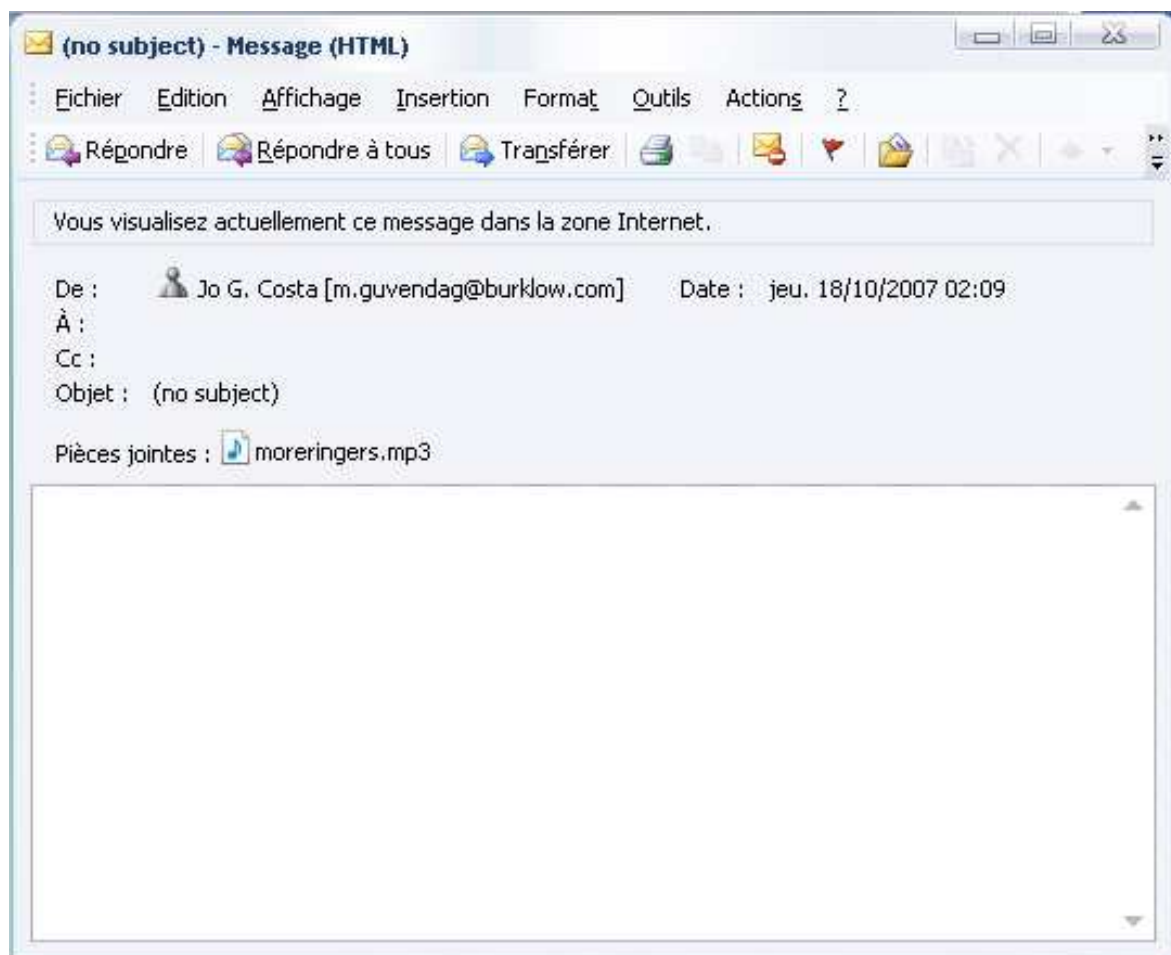 (no subject) - Message (HTML)
Fichier Edition Affichage Insertion Format Outils Actions ?
Répondre Répondre à tous Transférer
Vous visualisez actuellement ce message dans la zone Internet.
De : Jo G. Costa [m.guvendag@burklow.com] Date : jeu. 18/10/2007 02:09
À :
Cc :
Objet : (no subject)
Pièces jointes : moreringers.mp3